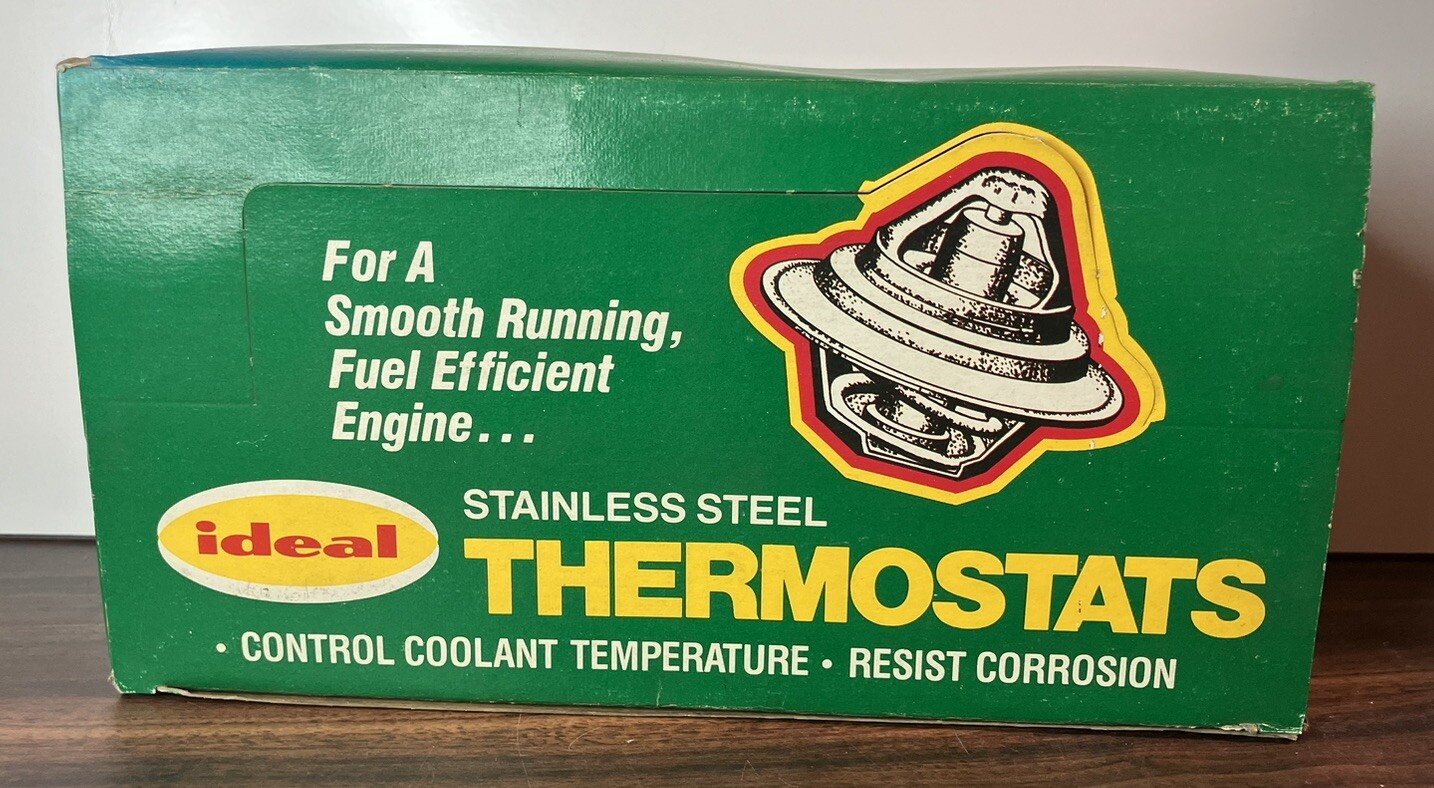 For A
Smooth Running,
Fuel Efficient
Engine...
ideal
STAINLESS STEEL
THERMOSTATS
• CONTROL COOLANT TEMPERATURE • RESIST CORROSION